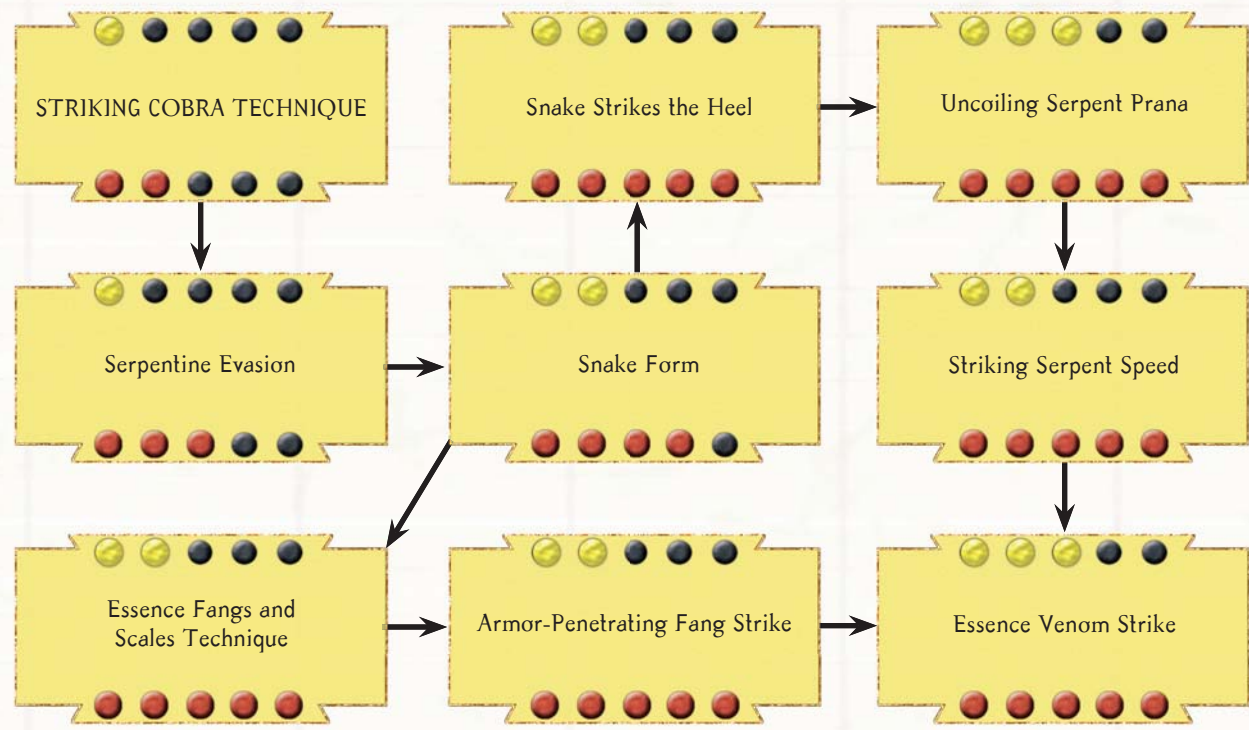 STRIKING COBRA TECHNIQUE
Snake Strikes the Heel
Uncoiling Serpent Prana
Serpentine Evasion
Snake Form
Striking Serpent Speed
Essence Fangs and
Scales Technique
Armor-Penetrating Fang Strike
Essence Venom Strike